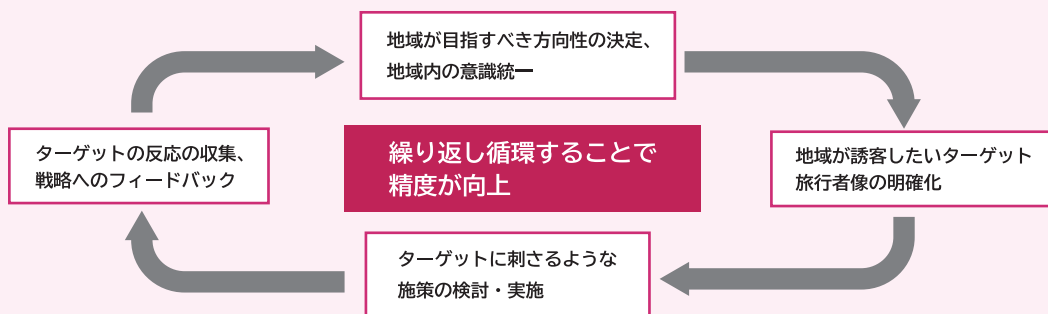 地域が目指すべき方向性の決定、
地域内の意識統一
ターゲットの反応の収集、
戦略へのフィードバック
繰り返し循環することで
精度が向上
地域が誘客したいターゲット
旅行者像の明確化
ターゲットに刺さるような
施策の検討・実施